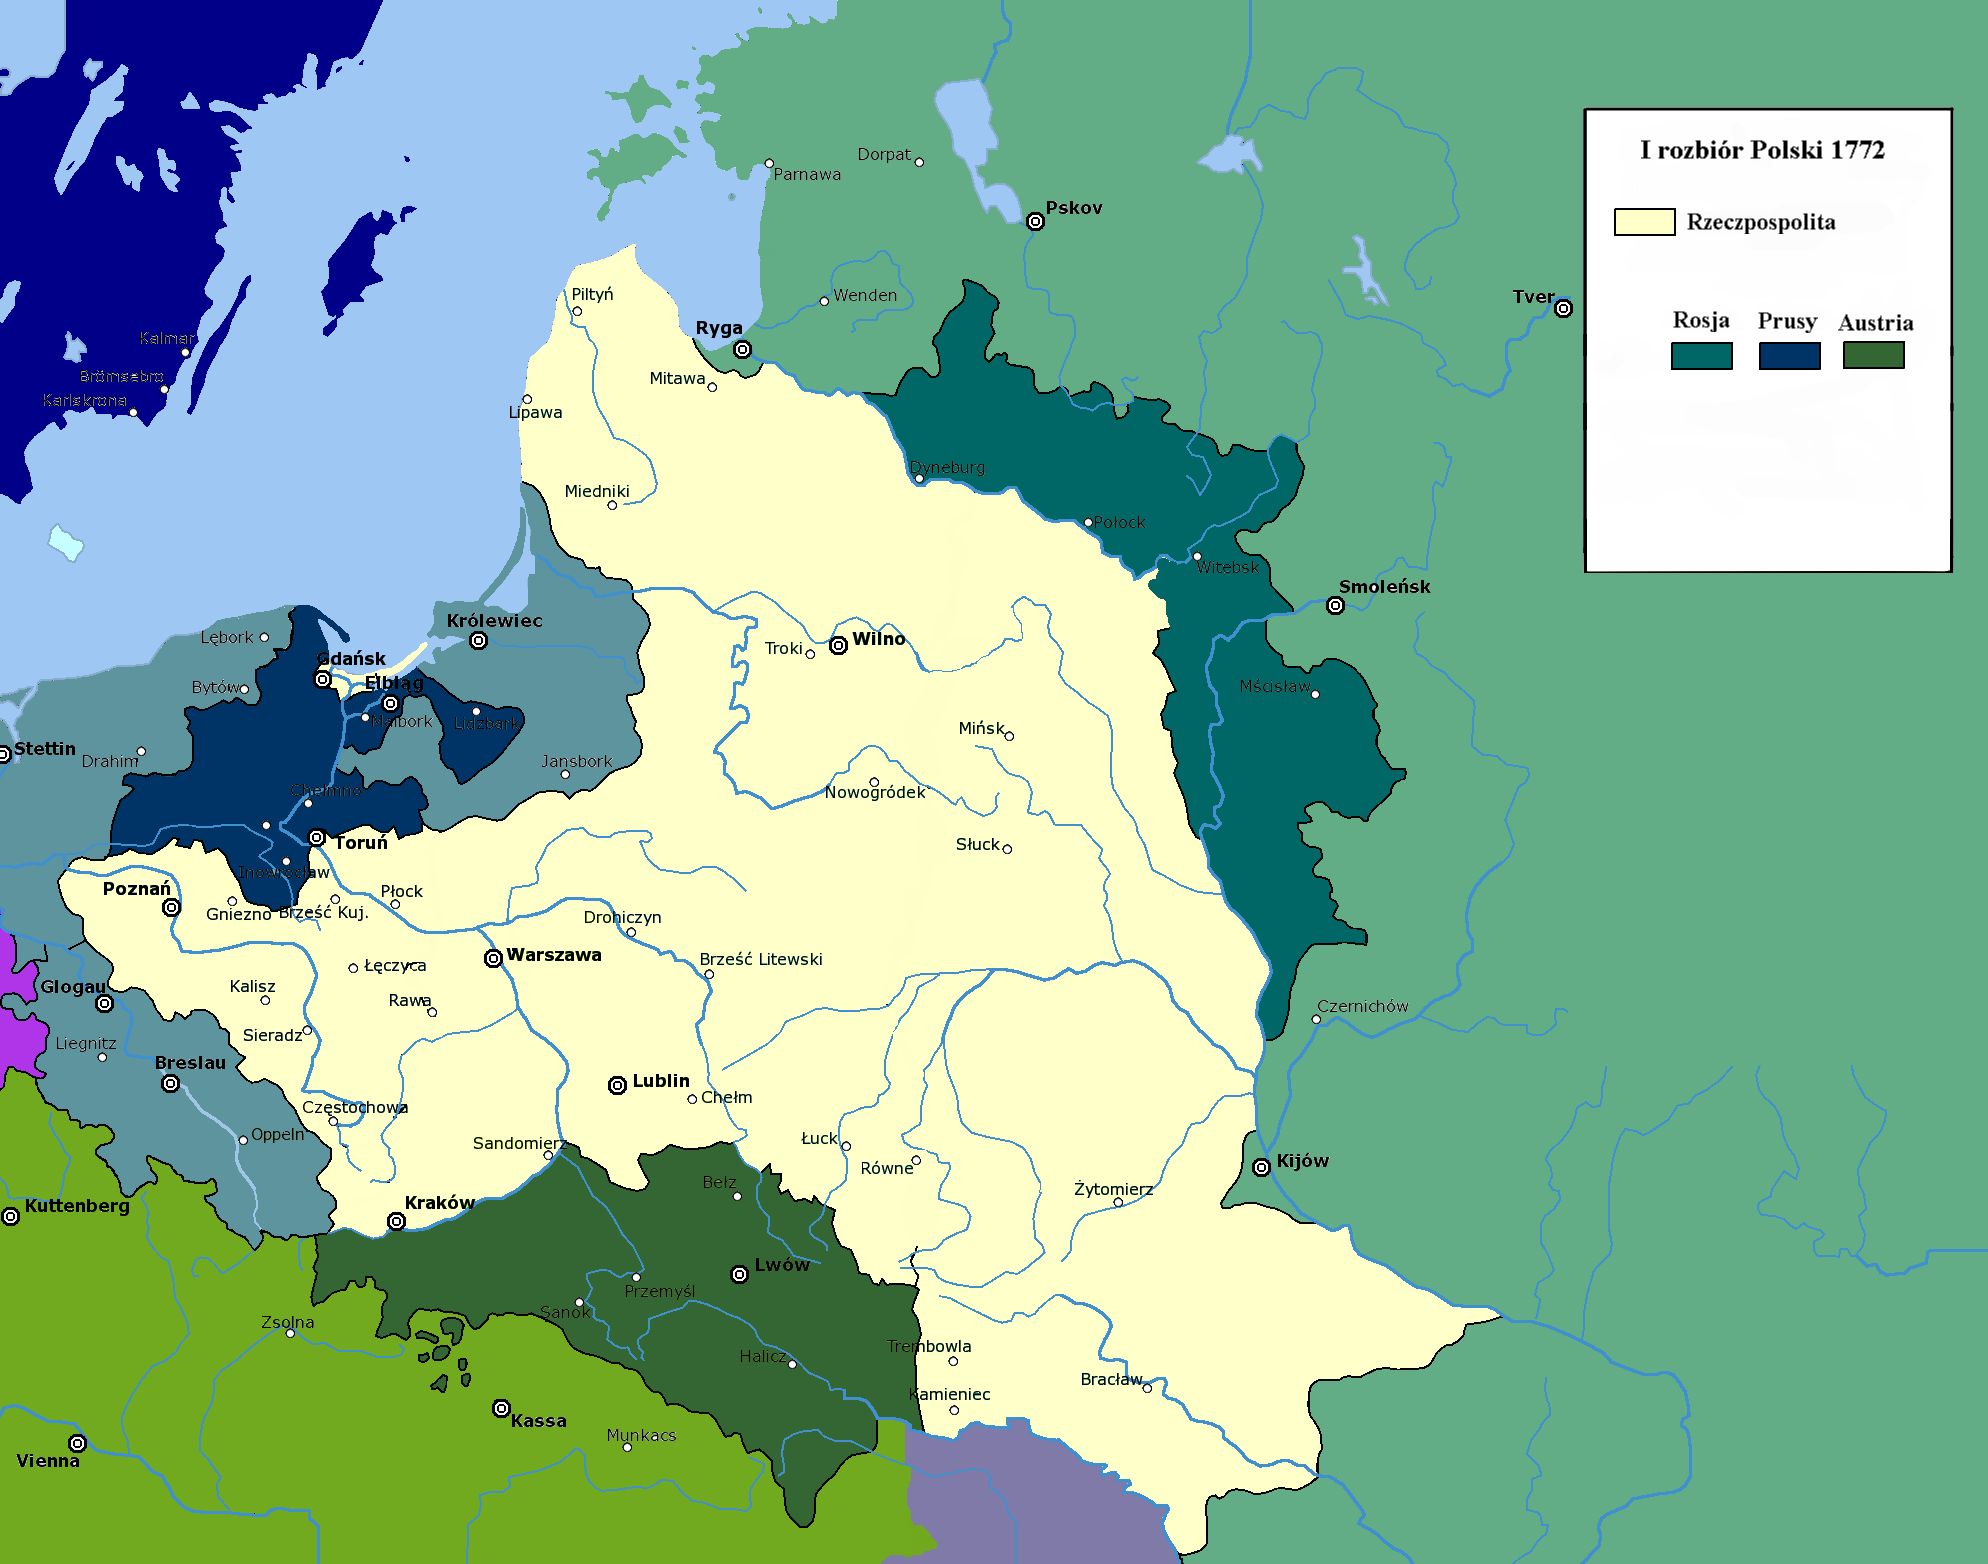 I rozbiór Polski 1772
Rzeczpospolita
Rosja Prusy Austria
Dorpat
Parnawa
Pskov
Wenden
Tver
Piltyń
Ryga
Kalmar
Brömsebro
Karlskrona
Mitawa
Lipawa
Dyneburg
Miedniki
Połock
Witebsk
Smoleńsk
Królewiec
Lębork
Troki
Wilno
Gdańsk
Elbląg
Bytów
Malbork
Lidzbark
Mścisław
Mińsk
Stettin
Drahim
Jansbork
Chełmno
Nowogródek
Toruń
Słuck
Inowrocław
Poznań
Płock
Gniezno
Brześć Kuj.
Drohiczyn
Warszawa
Brześć Litewski
Łęczyca
Kalisz
Glogau
Rawa
Czernichów
Sieradz
Liegnitz
Breslau
Lublin
Chełm
Częstochowa
Oppeln
Sandomierz
Łuck
Równe
Kijów
Bełz
Żytomierz
Kuttenberg
Kraków
Lwów
Przemyśl
Sanok
Zsolna
Trembowla
Halicz
Bracław
Kamieniec
Kassa
Munkacs
Vienna